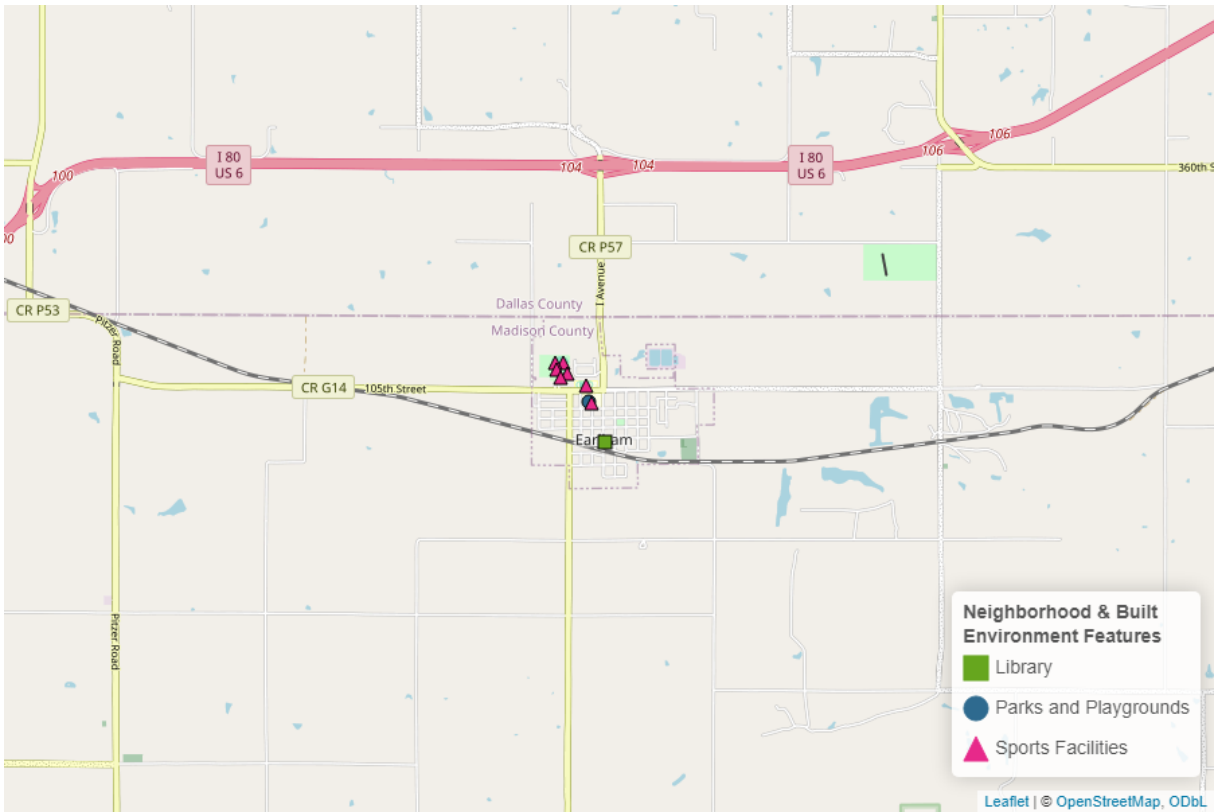 106
106
I 80
US 6
I 80
US 6
104
104
360th S
100
CR P57
00
I Avenue
Dallas County
CR P53
Pitzer Road
Madison County
CR G14
105th Street
Earlham
Pitzer Road
Neighborhood & Built
Environment Features
Library
Parks and Playgrounds
Sports Facilities
Leaflet | © OpenStreetMap, ODbL